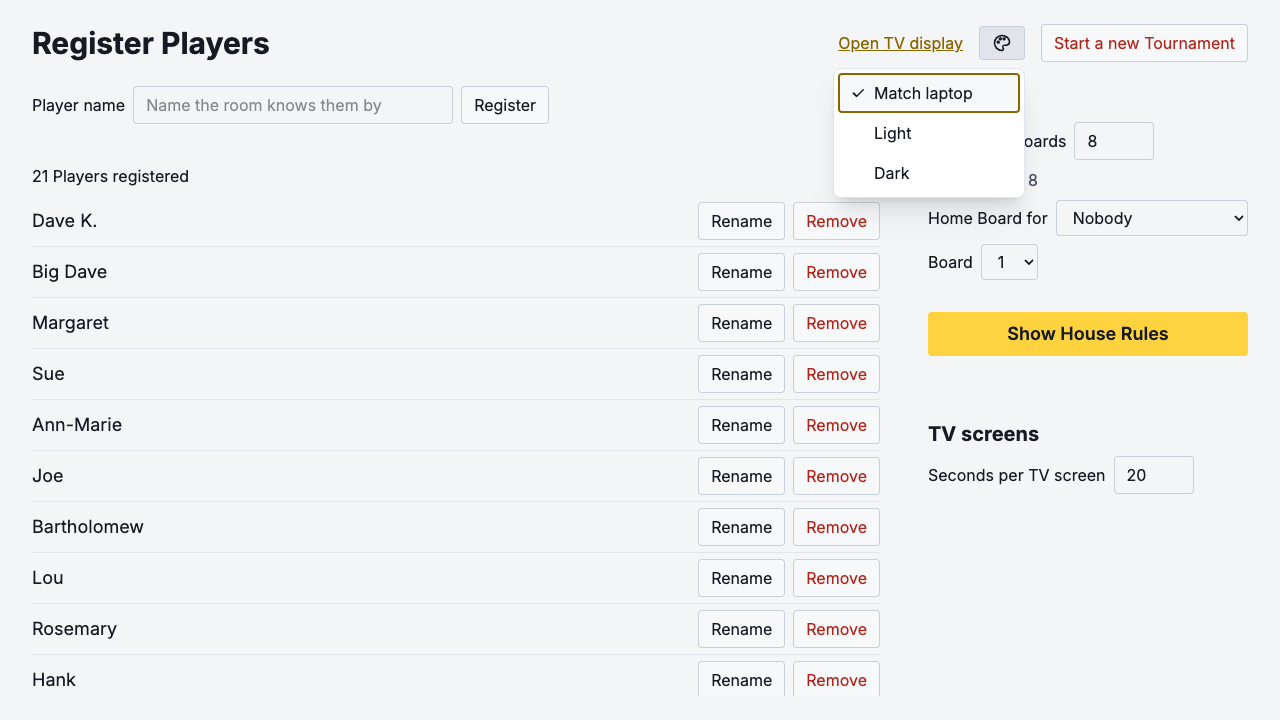 Register Players
Open TV display
Start a new Tournament
Player name
Name the room knows them by
Register
Match laptop
Light
Dark
oards
8
8
21 Players registered
Home Board for
Nobody
Board
1
Show House Rules
TV screens
Seconds per TV screen
20
Dave K.
Rename
Remove
Big Dave
Rename
Remove
Margaret
Rename
Remove
Sue
Rename
Remove
Ann-Marie
Rename
Remove
Joe
Rename
Remove
Bartholomew
Rename
Remove
Lou
Rename
Remove
Rosemary
Rename
Remove
Hank
Rename
Remove